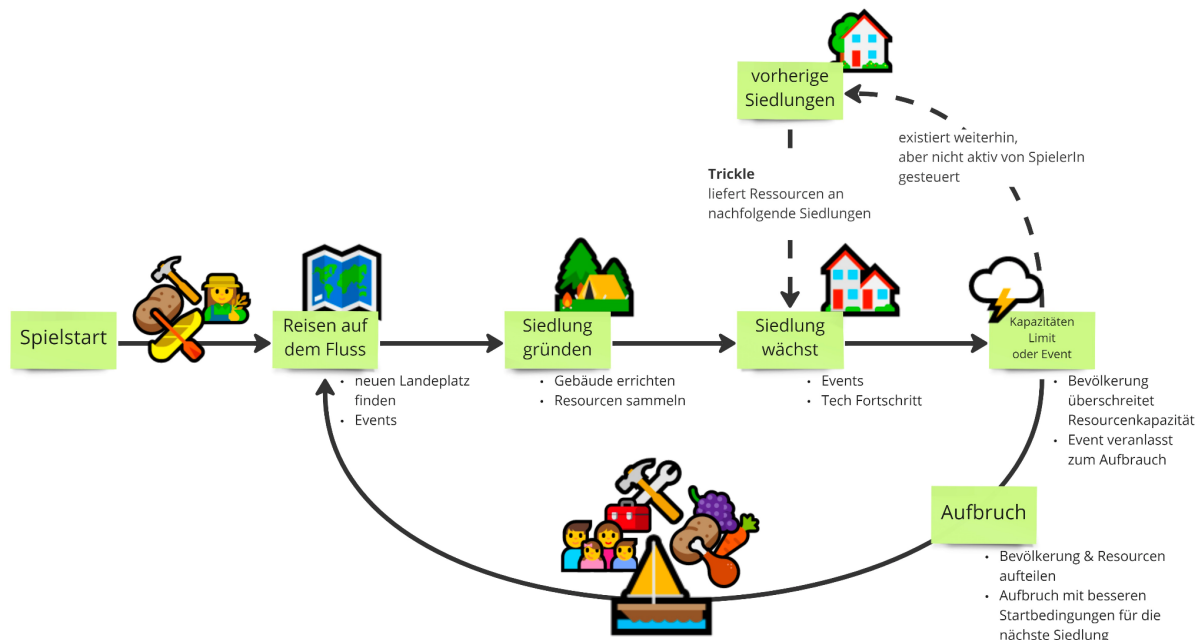 vorherige
Siedlungen
existiert weiterhin,
aber nicht aktiv von SpielerIn
gesteuert
Trickle
liefert Ressourcen an
nachfolgende Siedlungen
Spielstart
Reisen auf
dem Fluss
• neuen Landeplatz
finden
• Events
Siedlung
gründen
• Gebäude errichten
• Resourcen sammeln
Siedlung
wächst
• Events
• Tech Fortschritt
Kapazitäten
Limit
oder Event
• Bevölkerung
überschreitet
Resourcenkapazität
• Event veranlasst
zum Aufbrauch
Aufbruch
• Bevölkerung & Resourcen
aufteilen
• Aufbruch mit besseren
Startbedingungen für die
nächste Siedlung